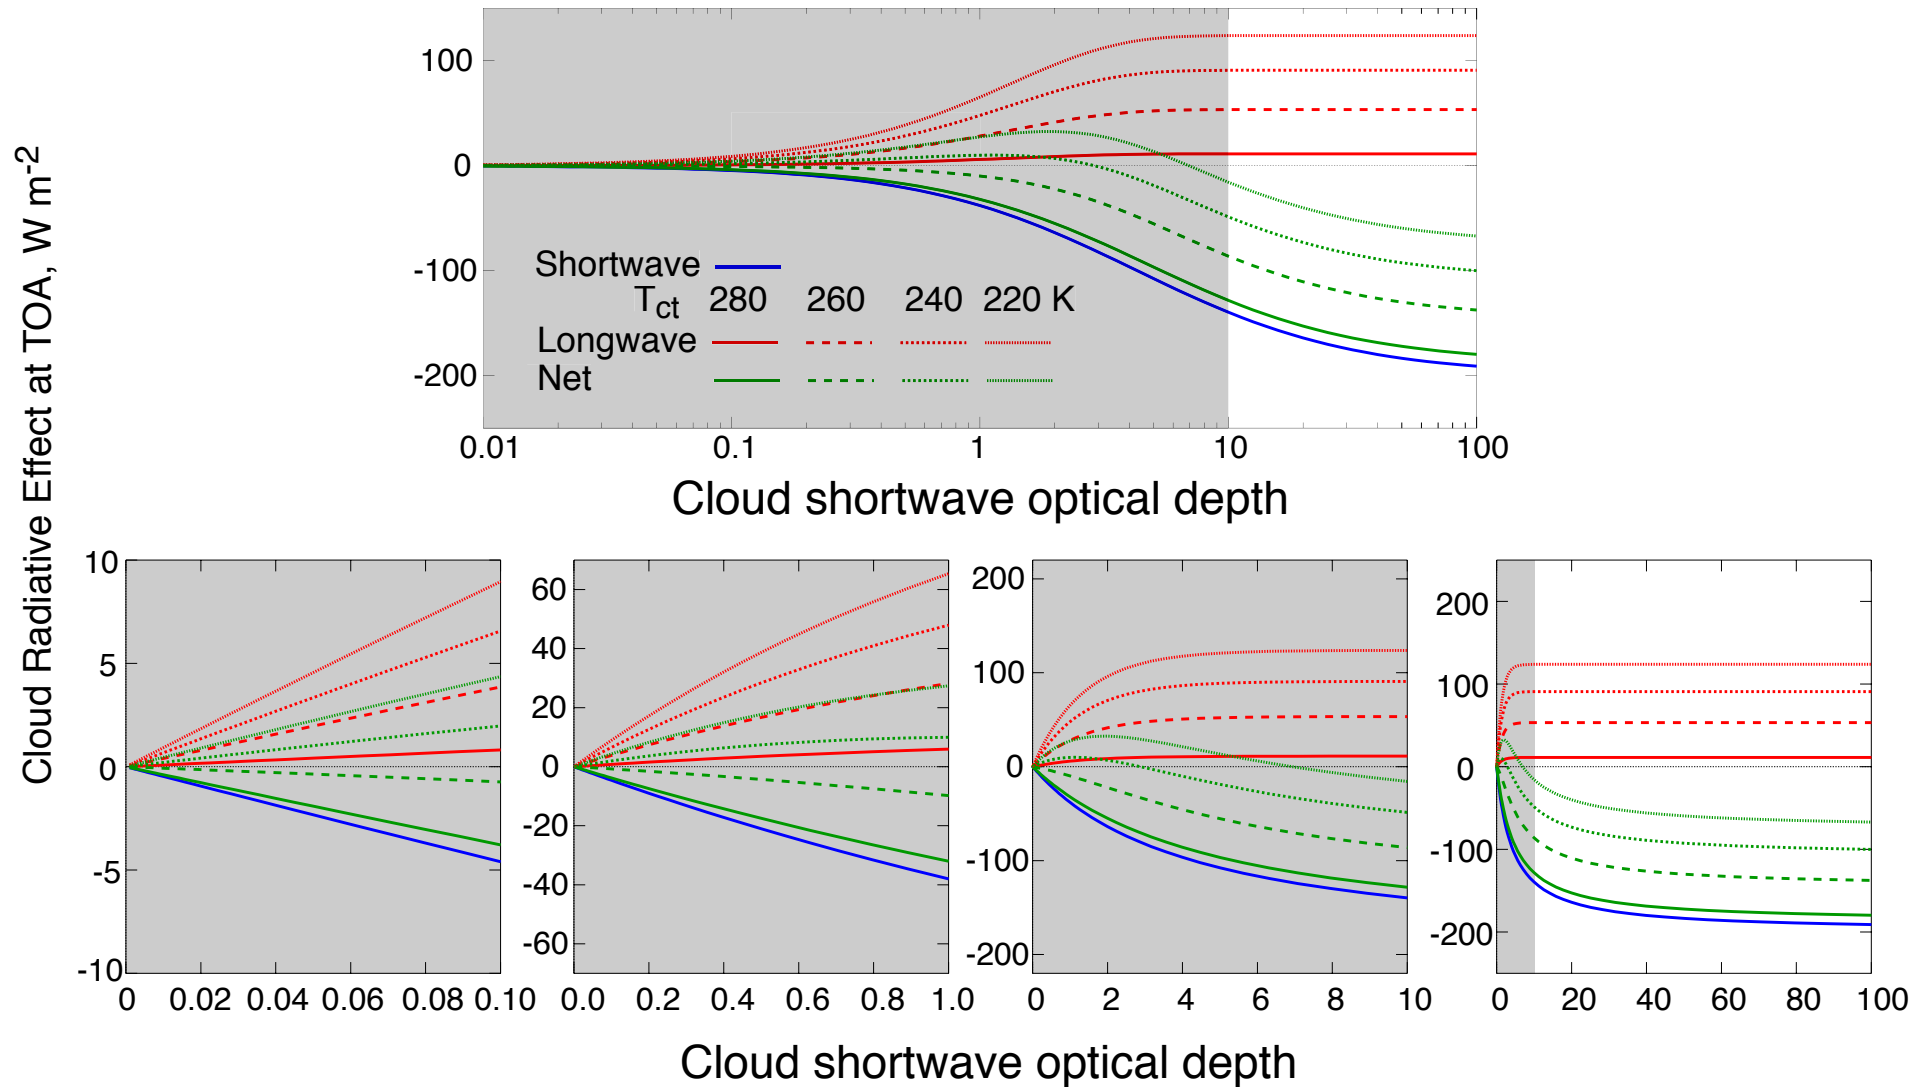 Cloud Radiative Effect at TOA, W m-2
100
0
-100
-200
Shortwave
Tct 280 260 240 220 K
Longwave
Net
0.01 0.1 1 10 100
Cloud shortwave optical depth
10
5
0
-5
-10
0 0.02 0.04 0.06 0.08 0.10
60
40
20
0
-20
-40
-60
0.0 0.2 0.4 0.6 0.8 1.0
200
100
0
-100
-200
0 2 4 6 8 10
200
100
0
-100
-200
0 20 40 60 80 100
Cloud shortwave optical depth